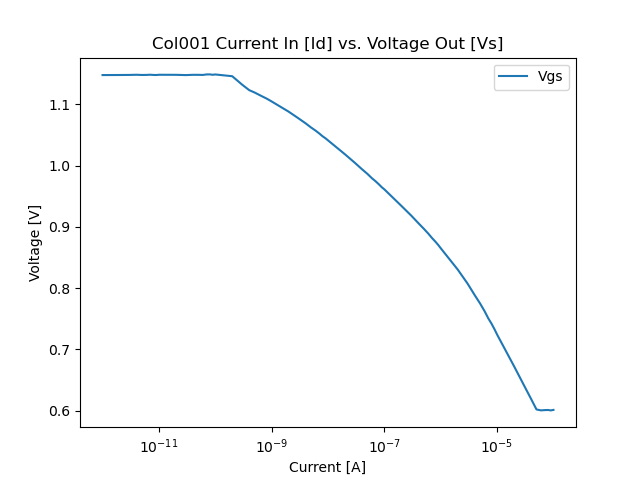 Col001 Current In [Id] vs. Voltage Out [Vs]
Vgs
1.1
1.0
0.9
0.8
0.7
0.6
Voltage [V]
10⁻¹¹
10⁻⁹
10⁻⁷
10⁻⁵
Current [A]